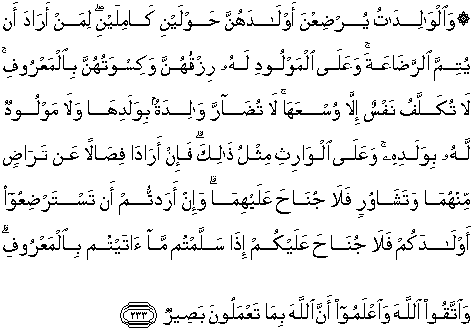 ۞ وَٱلْوَٰلِدَٰتُ يُرْضِعْنَ أَوْلَٰدَهُنَّ حَوْلَيْنِ كَامِلَيْنِ ۖ لِمَنْ أَرَادَ أَن
يُتِمَّ ٱلرَّضَاعَةَ ۚ وَعَلَى ٱلْمَوْلُودِ لَهُۥ رِزْقُهُنَّ وَكِسْوَتُهُنَّ بِٱلْمَعْرُوفِ ۚ
لَا تُكَلَّفُ نَفْسٌ إِلَّا وُسْعَهَا ۚ لَا تُضَآرَّ وَٰلِدَةٌۢ بِوَلَدِهَا وَلَا مَوْلُودٌ
لَّهُۥ بِوَلَدِهِۦ ۚ وَعَلَى ٱلْوَارِثِ مِثْلُ ذَٰلِكَ ۗ فَإِنْ أَرَادَا فِصَالًا عَن تَرَاضٍ
مِّنْهُمَا وَتَشَاوُرٍ فَلَا جُنَاحَ عَلَيْهِمَا ۗ وَإِنْ أَرَدتُّمْ أَن تَسْتَرْضِعُوٓا۟
أَوْلَٰدَكُمْ فَلَا جُنَاحَ عَلَيْكُمْ إِذَا سَلَّمْتُم مَّآ ءَاتَيْتُم بِٱلْمَعْرُوفِ ۗ
وَٱتَّقُوا۟ ٱللَّهَ وَٱعْلَمُوٓا۟ أَنَّ ٱللَّهَ بِمَا تَعْمَلُونَ بَصِيرٌ ٢٣٣